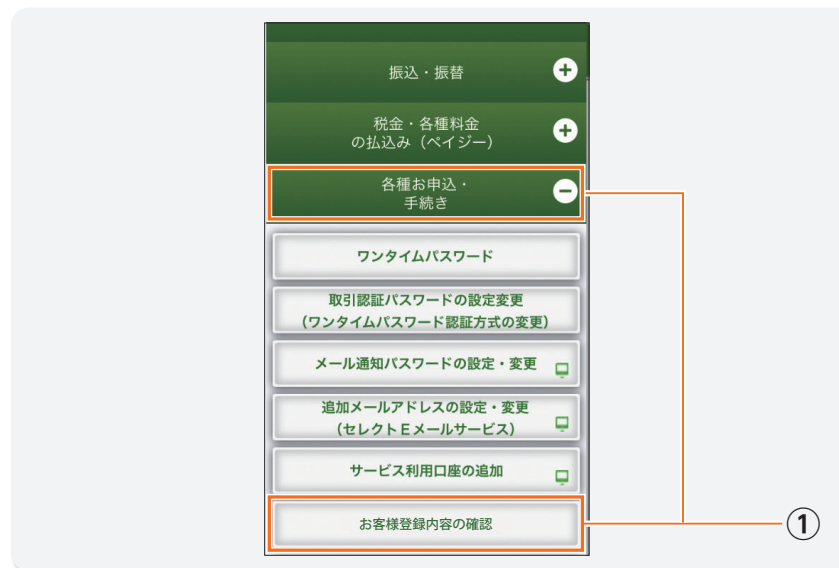 振込・振替
税金・各種料金
の払込み（ペイジー）
各種お申込・
手続き
ワンタイムパスワード
取引認証パスワードの設定変更
（ワンタイムパスワード認証方式の変更）
メール通知パスワードの設定・変更
追加メールアドレスの設定・変更
（セレクトＥメールサービス）
サービス利用口座の追加
お客様登録内容の確認
①